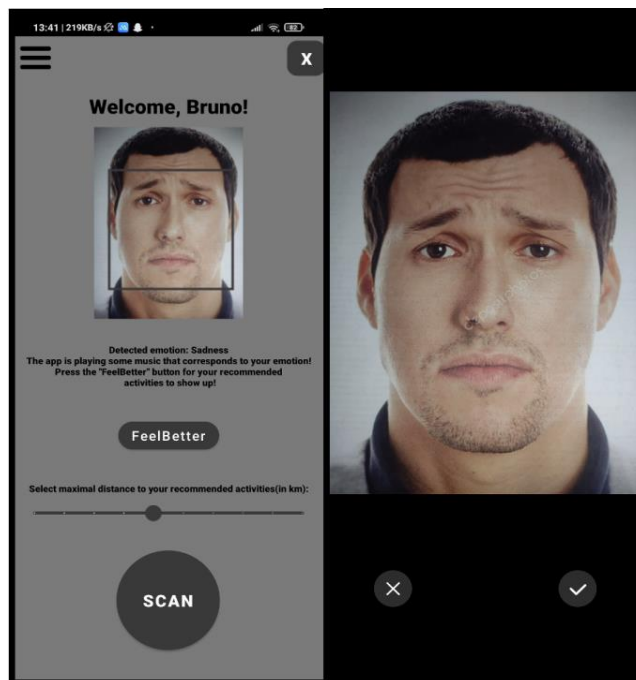 13:41 | 219KB/s
82
X
Welcome, Bruno!
Detected emotion: Sadness
The app is playing some music that corresponds to your emotion!
Press the "FeelBetter" button for your recommended
activities to show up!
FeelBetter
Select maximal distance to your recommended activities(in km):
SCAN